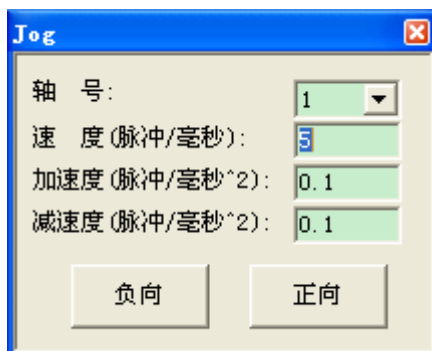 Jog
轴 号: 1
速 度(脉冲/毫秒): 5
加速度(脉冲/毫秒^2): 0.1
减速度(脉冲/毫秒^2): 0.1
负向 正向